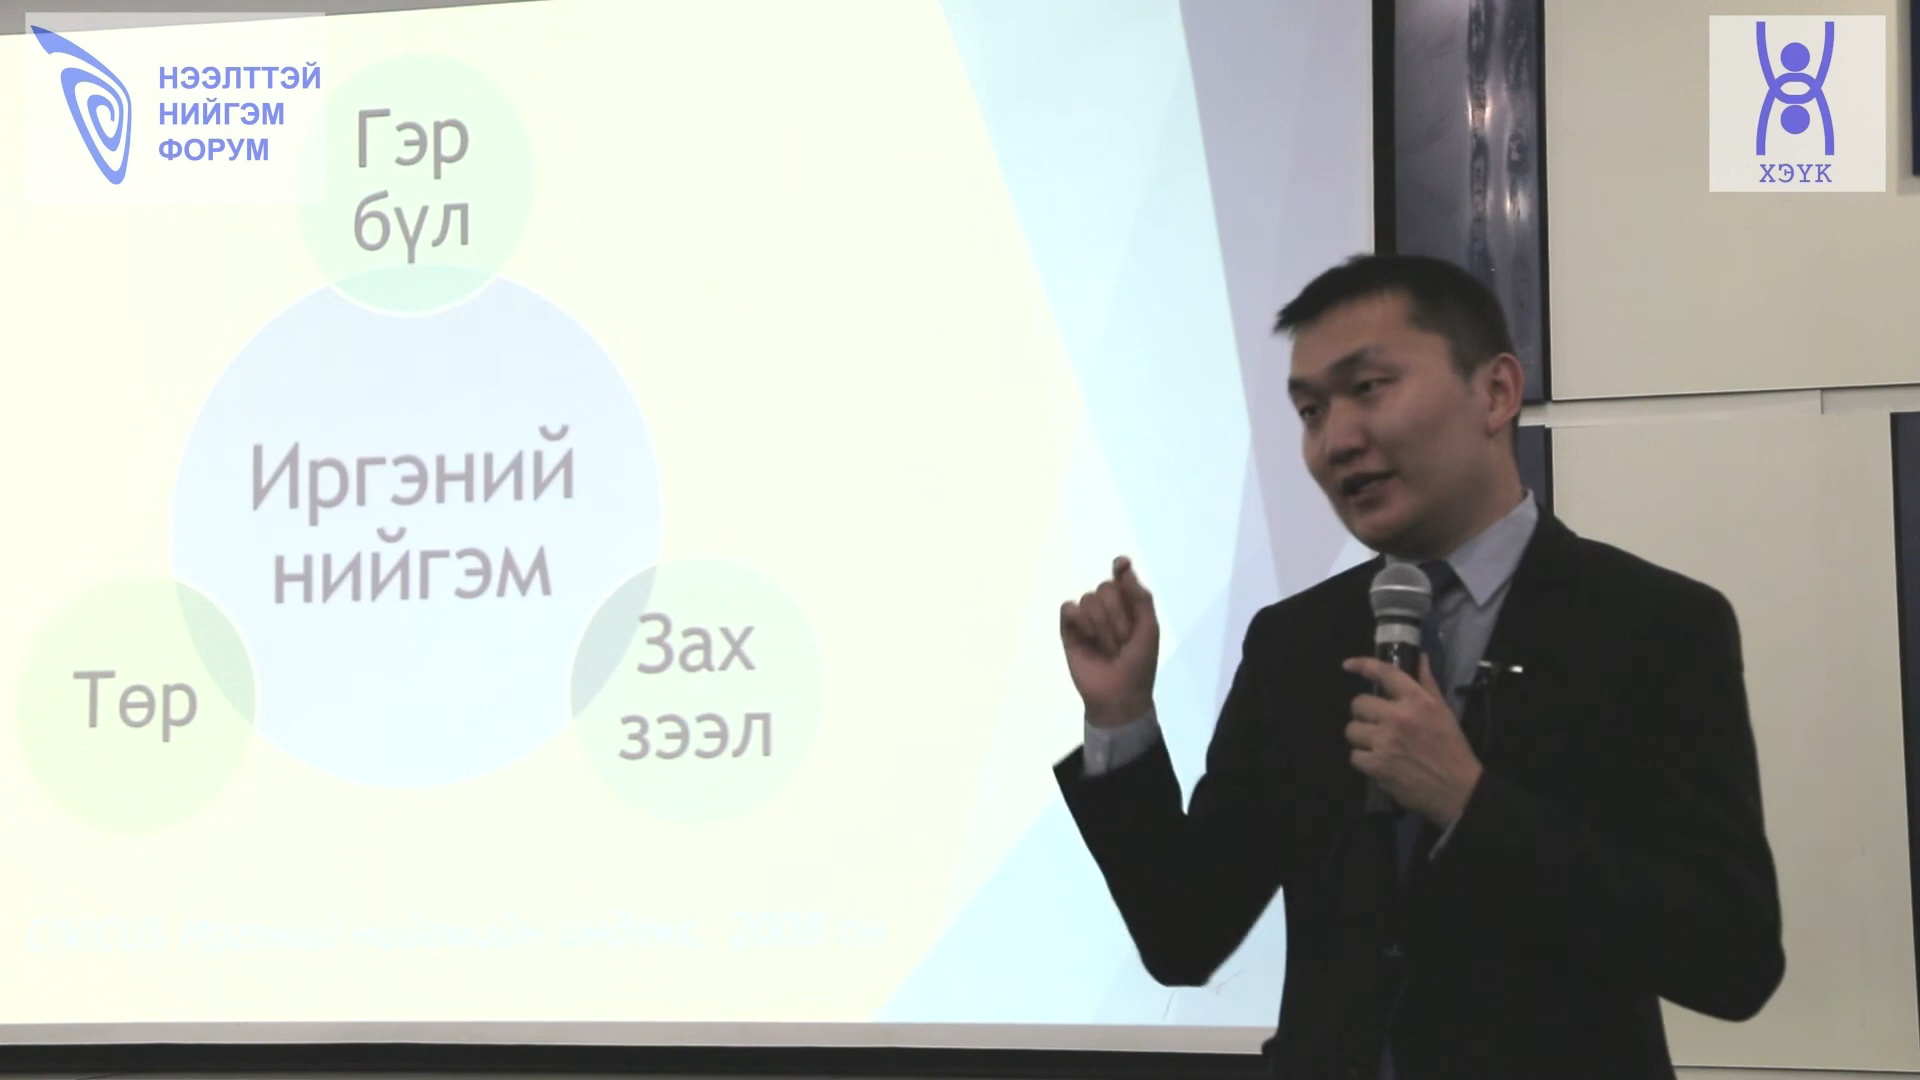 НЭЭЛТТЭЙ
НИЙГЭМ
ФОРУМ
ХЭҮК
Гэр
бүл
Иргэний
нийгэм
Төр
Зах
зээл